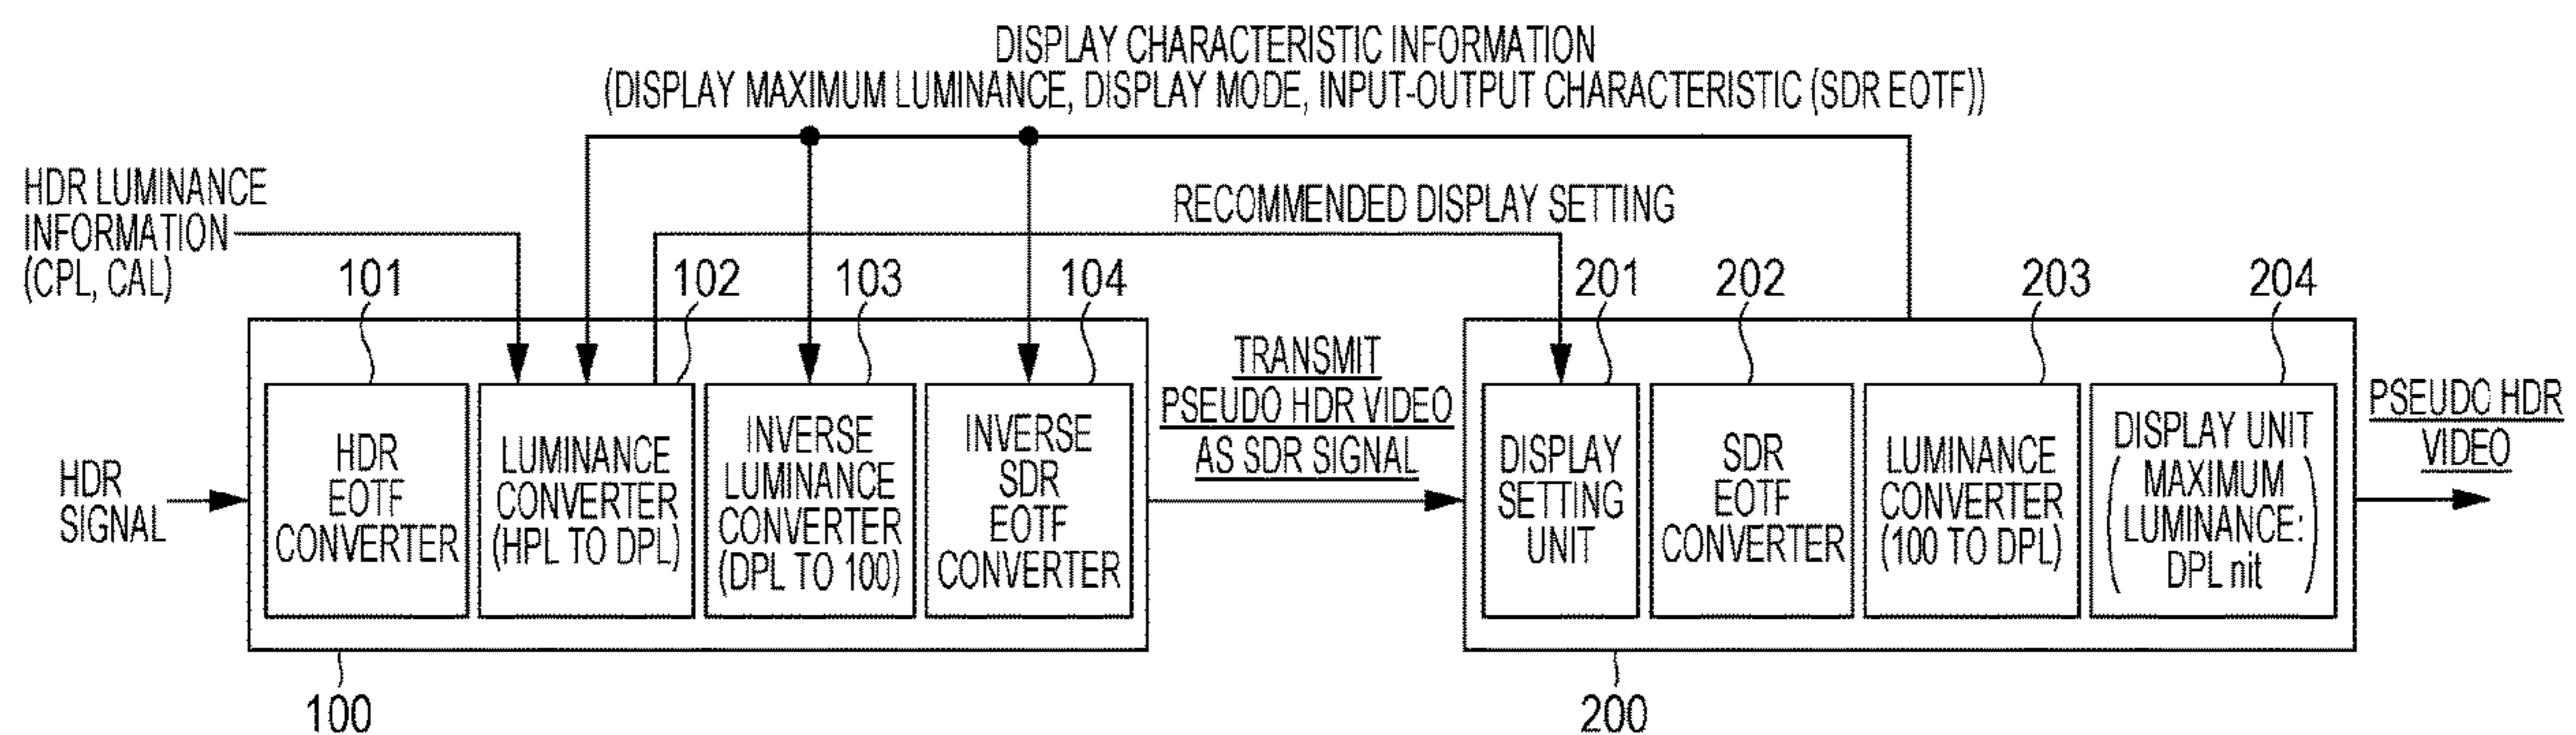 DISPLAY CHARACTERISTIC INFORMATION
(DISPLAY MAXIMUM LUMINANCE, DISPLAY MODE, INPUT-OUTPUT CHARACTERISTIC (SDR EOTF))
HDR LUMINANCE
INFORMATION
(CPL, CAL)
RECOMMENDED DISPLAY SETTING
101
102
103
104
201
202
203
204
HDR
SIGNAL
HDR
EOTF
CONVERTER
LUMINANCE
CONVERTER
(HPL TO DPL)
INVERSE
LUMINANCE
CONVERTER
(DPL TO 100)
INVERSE
SDR
EOTF
CONVERTER
TRANSMIT
PSEUDO HDR VIDEO
AS SDR SIGNAL
DISPLAY
SETTING
UNIT
SDR
EOTF
CONVERTER
LUMINANCE
CONVERTER
(100 TO DPL)
DISPLAY UNIT
(MAXIMUM
LUMINANCE:
DPL nit)
PSEUDO HDR
VIDEO
100
200